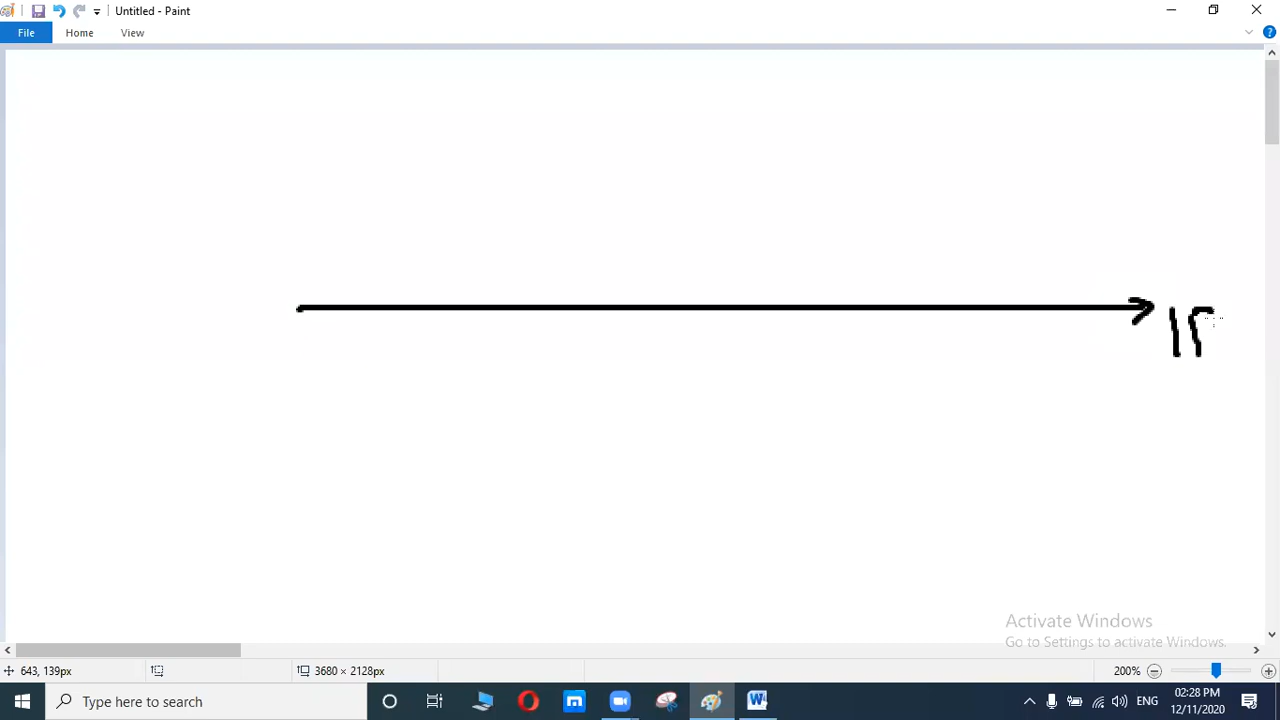 Untitled - Paint
File Home View
Activate Windows
Go to Settings to activate Windows.
643, 139px 3680 × 2128px 200%
Type here to search
ENG
02:28 PM
12/11/2020